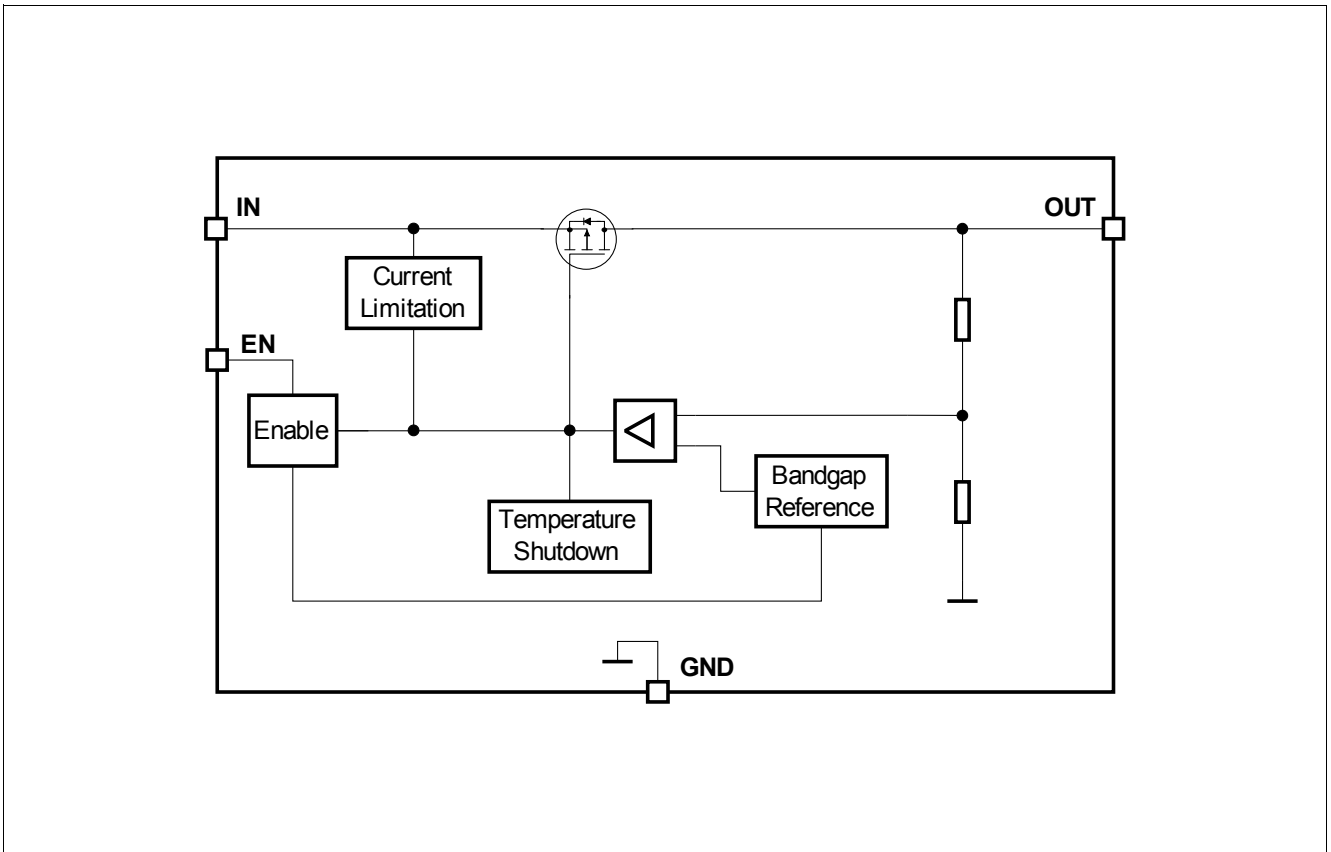 IN
OUT
Current
Limitation
EN
Enable
Bandgap
Reference
Temperature
Shutdown
GND